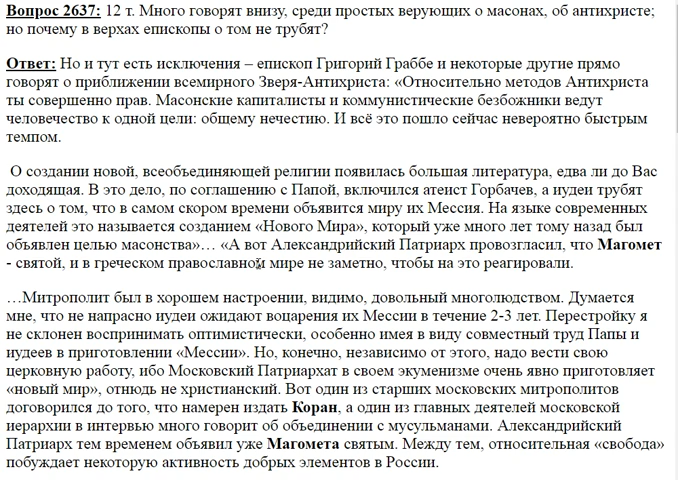 Вопрос 2637: 12 т. Много говорят внизу, среди простых верующих о масонах, об антихристе;
но почему в верхах епископы о том не трубят?
Ответ: Но и тут есть исключения – епископ Григорий Граббе и некоторые другие прямо
говорят о приближении всемирного Зверя-Антихриста: «Относительно методов Антихриста
ты совершенно прав. Масонские капиталисты и коммунистические безбожники ведут
человечество к одной цели: общему нечестию. И всё это пошло сейчас невероятно быстрым
темпом.
О создании новой, всеобъединяющей религии появилась большая литература, едва ли до Вас
доходящая. В это дело, по соглашению с Папой, включился атеист Горбачев, а иудеи трубят
здесь о том, что в самом скором времени объявится миру их Мессия. На языке современных
деятелей это называется созданием «Нового Мира», который уже много лет тому назад был
объявлен целью масонства»… «А вот Александрийский Патриарх провозгласил, что Магомет
- святой, и в греческом православном мире не заметно, чтобы на это реагировали.
…Митрополит был в хорошем настроении, видимо, довольный многолюдством. Думается
мне, что не напрасно иудеи ожидают воцарения их Мессии в течение 2-3 лет. Перестройку я
не склонен воспринимать оптимистически, особенно имея в виду совместный труд Папы и
иудеев в приготовлении «Мессии». Но, конечно, независимо от этого, надо вести свою
церковную работу, ибо Московский Патриархат в своем экуменизме очень явно приготовляет
«новый мир», отнюдь не христианский. Вот один из старших московских митрополитов
договорился до того, что намерен издать Коран, а один из главных деятелей московской
иерархии в интервью много говорит об объединении с мусульманами. Александрийский
Патриарх тем временем объявил уже Магомета святым. Между тем, относительная «свобода»
побуждает некоторую активность добрых элементов в России.